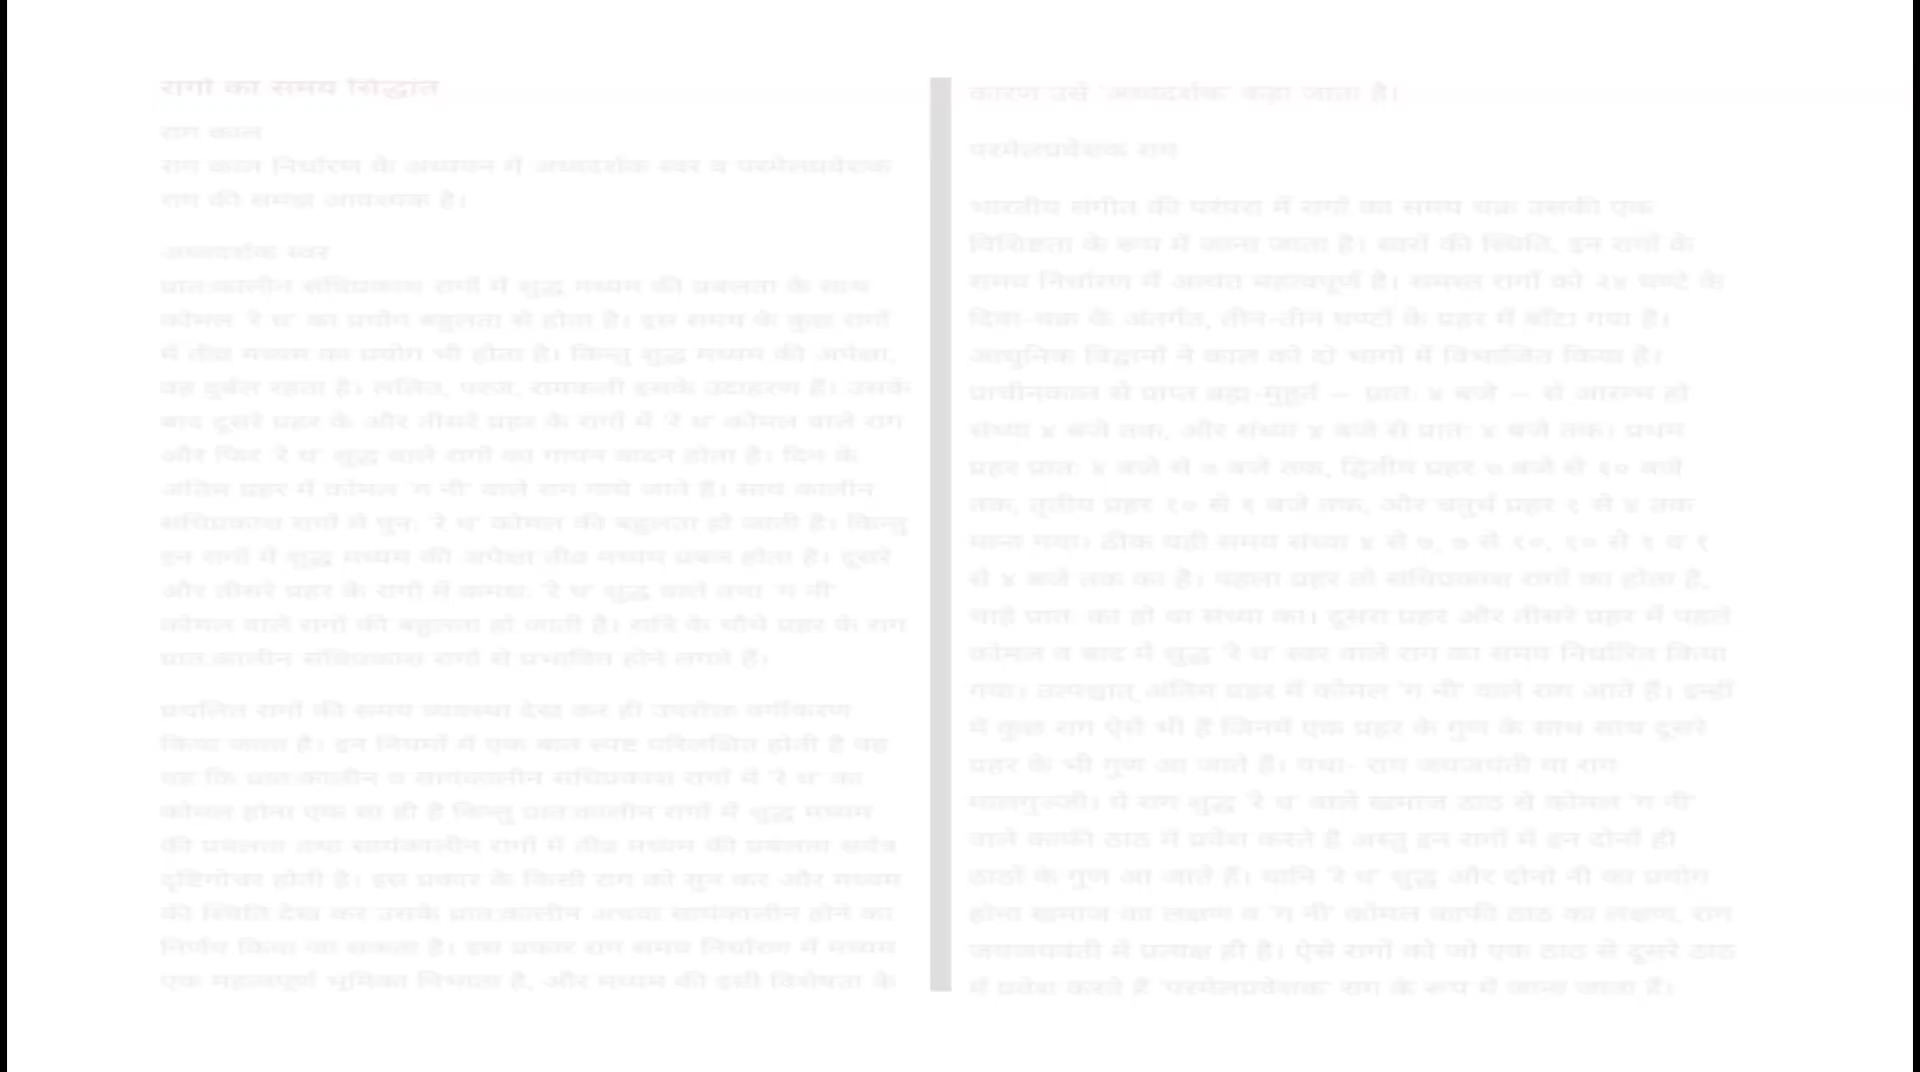 रागों का समय सिद्धांत
राग काल
राग काल निर्धारण के अध्ययन में अध्वदर्शक स्वर व परमेलप्रवेशक
राग की समझ आवश्यक है।
अध्वदर्शक स्वर
प्रातःकालीन संधिप्रकाश रागों में शुद्ध मध्यम की प्रबलता के साथ
कोमल 'रे ध' का प्रयोग बहुलता से होता है। इस समय के कुछ रागों
में तीव्र मध्यम का प्रयोग भी होता है। किन्तु शुद्ध मध्यम की अपेक्षा,
वह दुर्बल रहता है। ललित, परज, रामकली इसके उदाहरण हैं। उसके
बाद दूसरे प्रहर के और तीसरे प्रहर के रागों में 'रे ध' कोमल वाले राग
और फिर 'रे ध' शुद्ध वाले रागों का गायन वादन होता है। दिन के
अंतिम प्रहर में कोमल 'ग नी' वाले राग गाये जाते हैं। सायं कालीन
संधिप्रकाश रागों में पुनः 'रे ध' कोमल की बहुलता हो जाती है। किन्तु
इन रागों में शुद्ध मध्यम की अपेक्षा तीव्र मध्यम प्रबल होता है। दूसरे
और तीसरे प्रहर के रागों में क्रमशः 'रे ध' शुद्ध वाले तथा 'ग नी'
कोमल वाले रागों की बहुलता हो जाती है। रात्रि के चौथे प्रहर के राग
प्रातःकालीन संधिप्रकाश रागों से प्रभावित होने लगते हैं।
प्रचलित रागों की समय व्यवस्था देख कर ही उपरोक्त वर्गीकरण
किया जाता है। इन नियमों में एक बात स्पष्ट परिलक्षित होती है वह
यह कि प्रातःकालीन व सायंकालीन संधिप्रकाश रागों में 'रे ध' का
कोमल होना एक सा ही है किन्तु प्रातःकालीन रागों में शुद्ध मध्यम
की प्रबलता तथा सायंकालीन रागों में तीव्र मध्यम की प्रबलता सर्वत्र
दृष्टिगोचर होती है। इस प्रकार के किसी राग को सुन कर और मध्यम
की स्थिति देख कर उसके प्रातःकालीन अथवा सायंकालीन होने का
निर्णय किया जा सकता है। इस प्रकार राग समय निर्धारण में मध्यम
एक महत्वपूर्ण भूमिका निभाता है, और मध्यम की इसी विशेषता के
कारण उसे 'अध्वदर्शक' कहा जाता है।
परमेलप्रवेशक राग
भारतीय संगीत की परंपरा में रागों का समय चक्र उसकी एक
विशिष्टता के रूप में जाना जाता है। स्वरों की स्थिति, इन रागों के
समय निर्धारण में अत्यंत महत्वपूर्ण है। समस्त रागों को २४ घण्टे के
दिवा-चक्र के अंतर्गत, तीन-तीन घण्टों के प्रहर में बाँटा गया है।
आधुनिक विद्वानों ने काल को दो भागों में विभाजित किया है।
प्राचीनकाल से प्राप्त ब्रह्म-मुहूर्त – प्रातः ४ बजे – से आरम्भ हो
संध्या ४ बजे तक, और संध्या ४ बजे से प्रातः ४ बजे तक। प्रथम
प्रहर प्रातः ४ बजे से ७ बजे तक, द्वितीय प्रहर ७ बजे से १० बजे
तक, तृतीय प्रहर १० से १ बजे तक, और चतुर्थ प्रहर १ से ४ तक
माना गया। ठीक यही समय संध्या ४ से ७, ७ से १०, १० से १ व १
से ४ बजे तक का है। पहला प्रहर तो संधिप्रकाश रागों का होता है,
चाहे प्रातः का हो या संध्या का। दूसरा प्रहर और तीसरे प्रहर में पहले
कोमल व बाद में शुद्ध 'रे ध' स्वर वाले राग का समय निर्धारित किया
गया। तत्पश्चात् अंतिम प्रहर में कोमल 'ग नी' वाले राग आते हैं। इन्हीं
में कुछ राग ऐसे भी हैं जिनमें एक प्रहर के गुण के साथ साथ दूसरे
प्रहर के भी गुण आ जाते हैं। यथा- राग जयजयवंती या राग
मालगुञ्जी। ये राग शुद्ध 'रे ध' वाले खमाज ठाठ से कोमल 'ग नी'
वाले काफी ठाठ में प्रवेश करते हैं अस्तु इन रागों में इन दोनों ही
ठाठों के गुण आ जाते हैं। यानि 'रे ध' शुद्ध और दोनो नी का प्रयोग
होना खमाज का लक्षण व 'ग नी' कोमल काफी ठाठ का लक्षण, राग
जयजयवंती में प्रत्यक्ष ही है। ऐसे रागों को जो एक ठाठ से दूसरे ठाठ
में प्रवेश करते हैं 'परमेलप्रवेशक' राग के रूप में जाना जाता है।